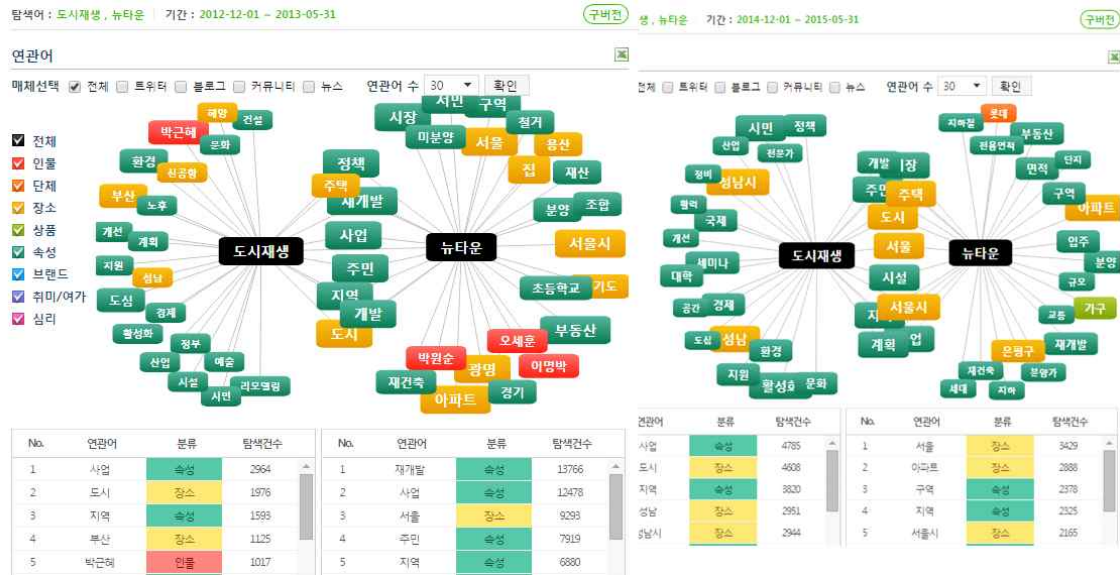 탐색어 : 도시재생 , 뉴타운 기간 : 2012-12-01 ~ 2013-05-31 구버전
연관어
매체선택 전체 트위터 블로그 커뮤니티 뉴스 연관어 수 30 확인
전체
인물
단체
장소
상품
속성
브랜드
취미/여가
심리
해양
건설
박근혜
문화
환경
신공항
부산
노후
개선
계획
지원
성남
도심
경제
활성화
정부
산업
예술
시설
시민
리모델링
도시재생
정책
주택
재개발
사업
주민
지역
개발
도시
뉴타운
서민
구역
시장
철거
미분양
서울
용산
집
재산
분양
조합
서울시
초등학교
기도
부동산
오세훈
이명박
박원순
광명
재건축
경기
아파트
No. 연관어 분류 탐색건수
1 사업 속성 2964
2 도시 장소 1976
3 지역 속성 1593
4 부산 장소 1125
5 박근혜 인물 1017
No. 연관어 분류 탐색건수
1 재개발 속성 13766
2 사업 속성 12478
3 서울 장소 9293
4 주민 속성 7919
5 지역 속성 6880
생 , 뉴타운 기간 : 2014-12-01 ~ 2015-05-31 구버전
전체 트위터 블로그 커뮤니티 뉴스 연관어 수 30 확인
시민
정책
산업
전문가
정비
성남시
활력
국제
개선
세미나
대학
공간
경제
도심
성남
환경
지원
활성화
문화
도시재생
개발
시장
주민
주택
도시
서울
시설
서울시
계획
업
뉴타운
롯데
지하철
부동산
전용면적
단지
면적
구역
아파트
입주
분양
규모
가구
교통
재개발
은평구
재건축
분양가
세대
지하
연관어 분류 탐색건수
사업 속성 4785
도시 장소 4608
지역 속성 3820
성남 장소 2951
성남시 장소 2944
No. 연관어 분류 탐색건수
1 서울 장소 3429
2 아파트 장소 2888
3 구역 속성 2378
4 지역 속성 2325
5 서울시 장소 2165